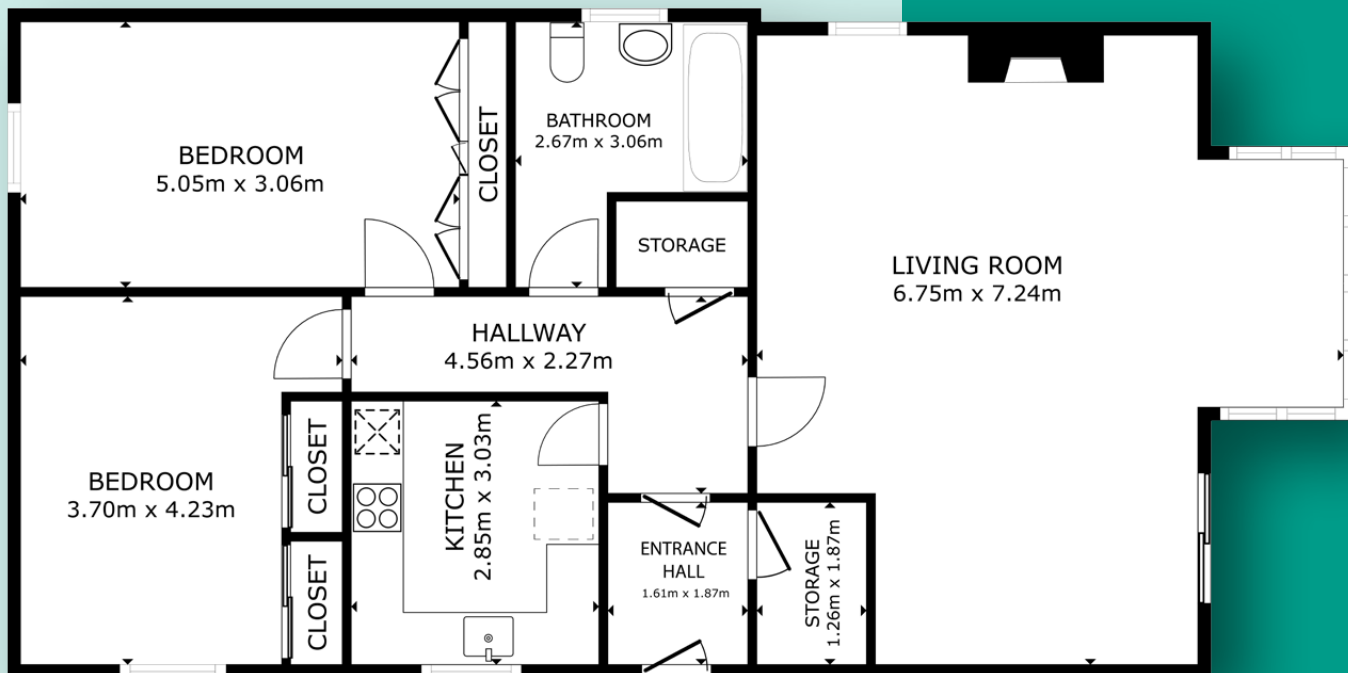 BEDROOM
5.05m x 3.06m
CLOSET
BATHROOM
2.67m x 3.06m
STORAGE
LIVING ROOM
6.75m x 7.24m
HALLWAY
4.56m x 2.27m
BEDROOM
3.70m x 4.23m
CLOSET
CLOSET
KITCHEN
2.85m x 3.03m
ENTRANCE
HALL
1.61m x 1.87m
STORAGE
1.26m x 1.87m